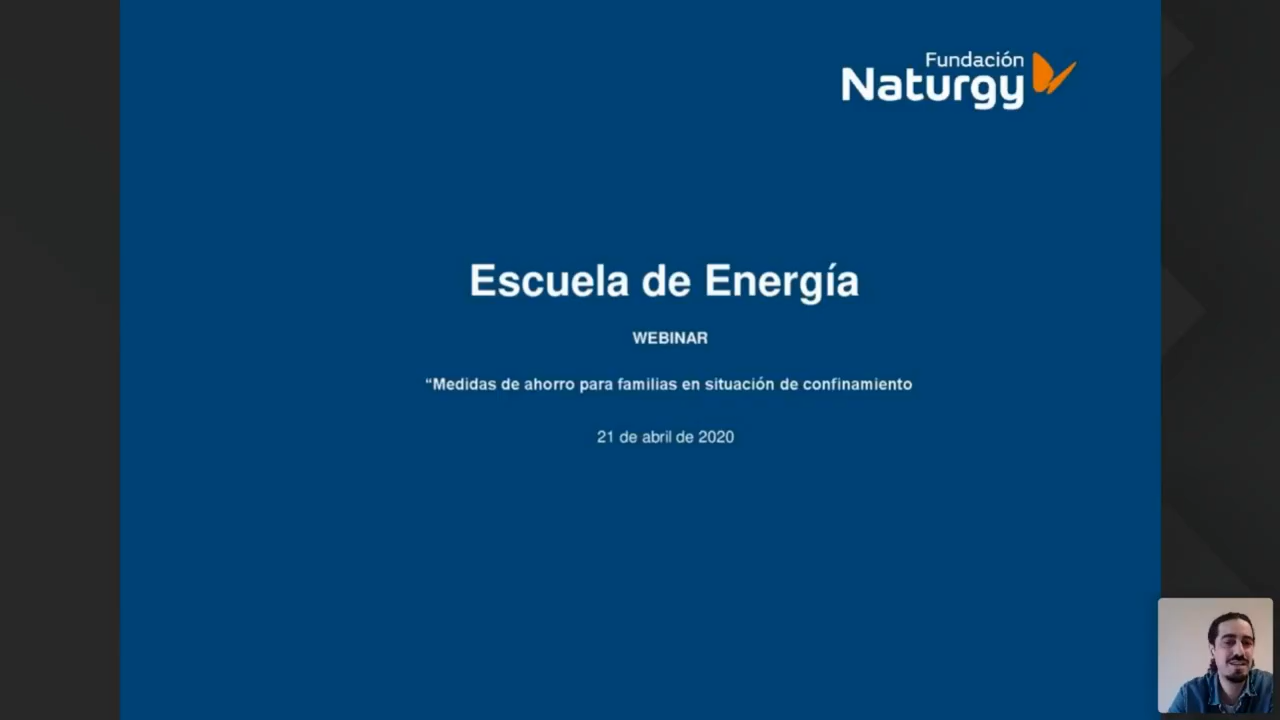 Fundación
Naturgy
Escuela de Energía
WEBINAR
“Medidas de ahorro para familias en situación de confinamiento
21 de abril de 2020